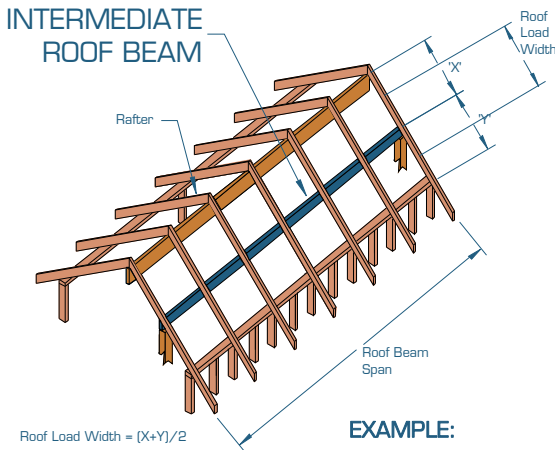 INTERMEDIATE
ROOF BEAM
Roof
Load
Width
'X'
'Y'
Rafter
Roof Beam
Span
Roof Load Width = (X+Y)/2
EXAMPLE: